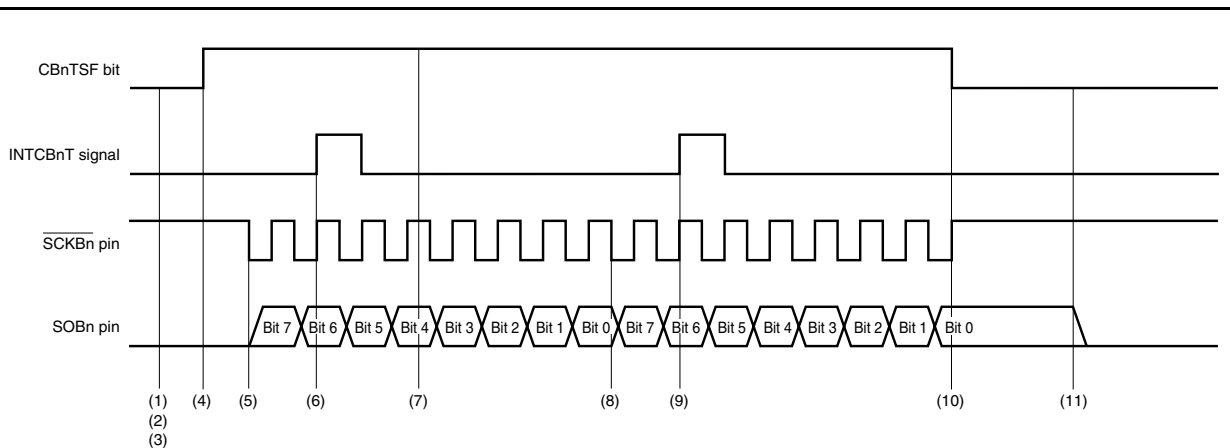 CBnTSF bit
INTCBnT signal
SCKBn pin
SOBn pin
Bit 7 Bit 6 Bit 5 Bit 4 Bit 3 Bit 2 Bit 1 Bit 0 Bit 7 Bit 6 Bit 5 Bit 4 Bit 3 Bit 2 Bit 1 Bit 0
(1) (4) (5) (6) (7) (8) (9) (10) (11)
(2)
(3)